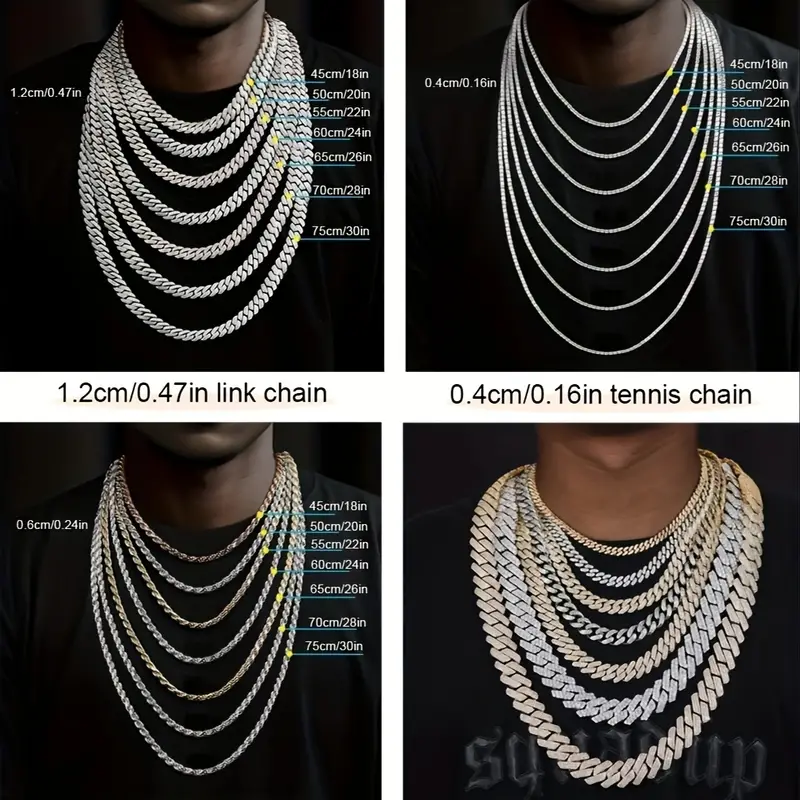 1.2cm/0.47in
45cm/18in
50cm/20in
55cm/22in
60cm/24in
65cm/26in
70cm/28in
75cm/30in
0.4cm/0.16in
45cm/18in
50cm/20in
55cm/22in
60cm/24in
65cm/26in
70cm/28in
75cm/30in
1.2cm/0.47in link chain
0.4cm/0.16in tennis chain
0.6cm/0.24in
45cm/18in
50cm/20in
55cm/22in
60cm/24in
65cm/26in
70cm/28in
75cm/30in
squadup